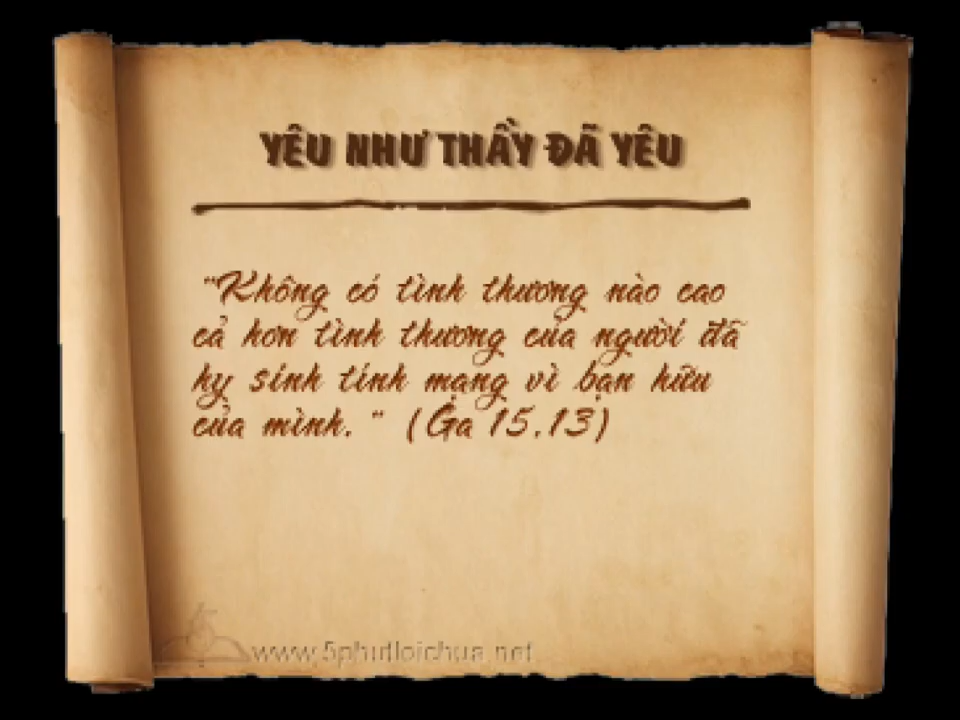 YÊU NHƯ THẦY ĐÃ YÊU
"Không có tình thương nào cao
cả hơn tình thương của người đã
hy sinh tính mạng vì bạn hữu
của mình. " (Ga 15,13)
www.5phutloichua.net